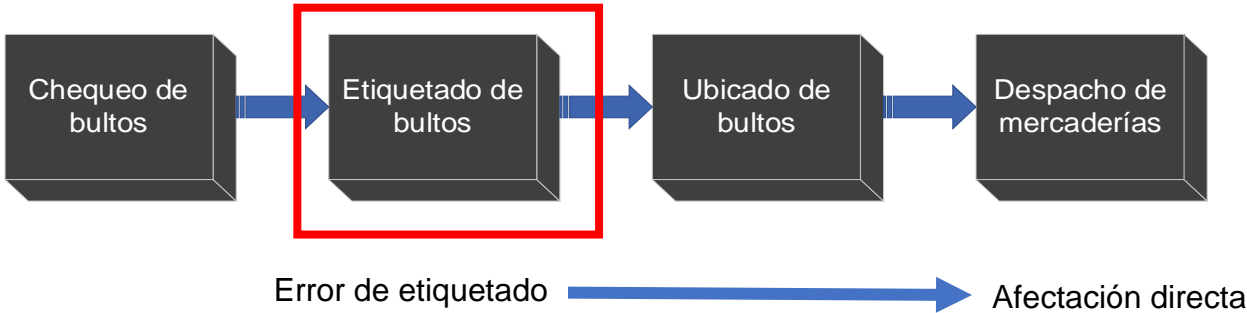 Chequeo de
bultos
Etiquetado de
bultos
Ubicado de
bultos
Despacho de
mercaderías
Error de etiquetado
Afectación directa